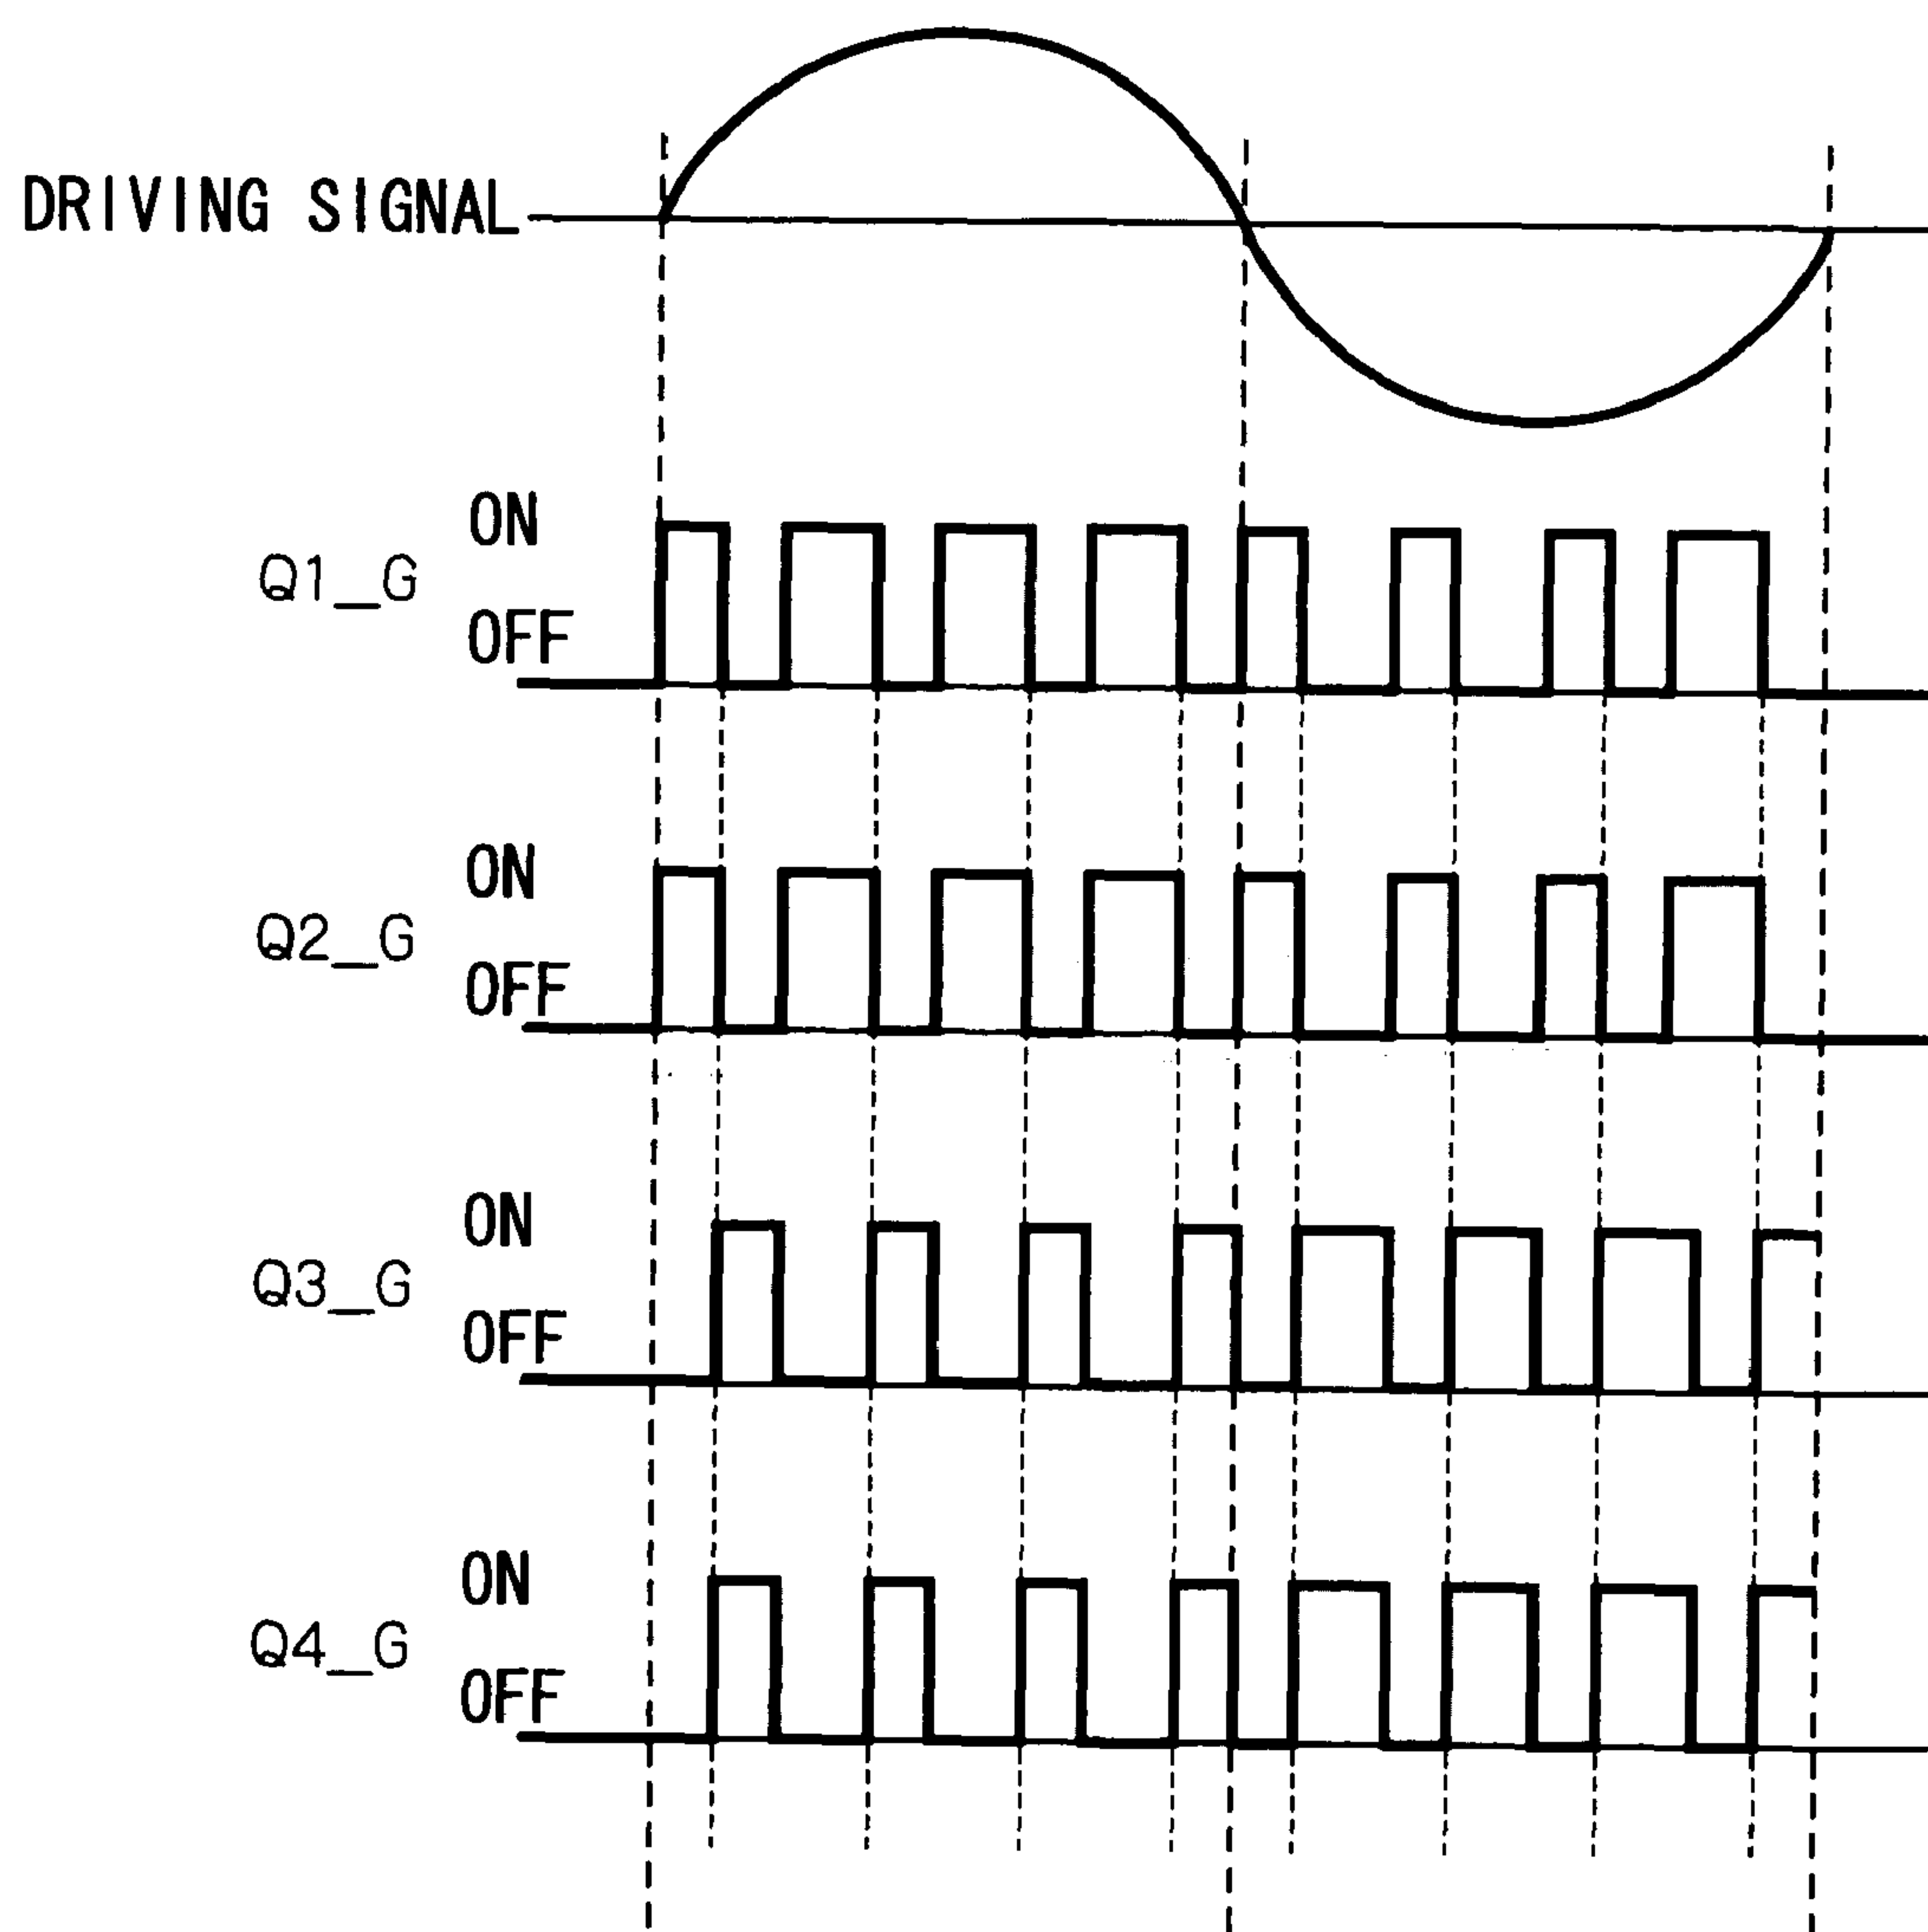 DRIVING SIGNAL
ON
Q1_G
OFF
ON
Q2_G
OFF
ON
Q3_G
OFF
ON
Q4_G
OFF